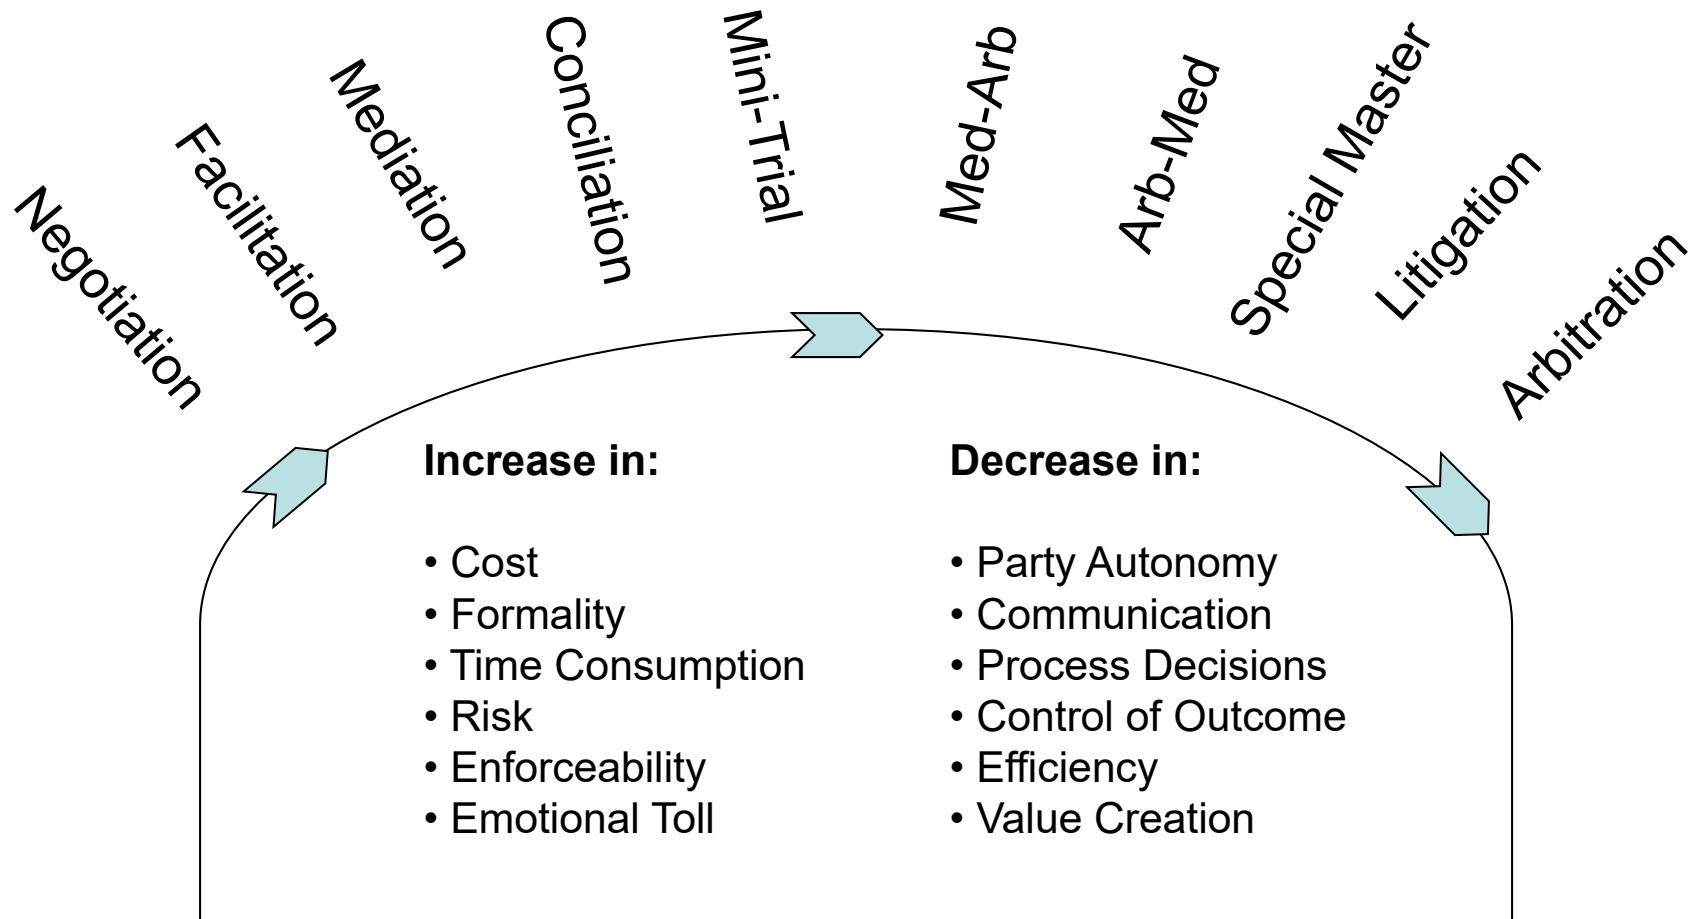 Negotiation
Facilitation
Mediation
Conciliation
Mini-Trial
Med-Arb
Arb-Med
Special Master
Litigation
Arbitration
Increase in:
• Cost
• Formality
• Time Consumption
• Risk
• Enforceability
• Emotional Toll
Decrease in:
• Party Autonomy
• Communication
• Process Decisions
• Control of Outcome
• Efficiency
• Value Creation